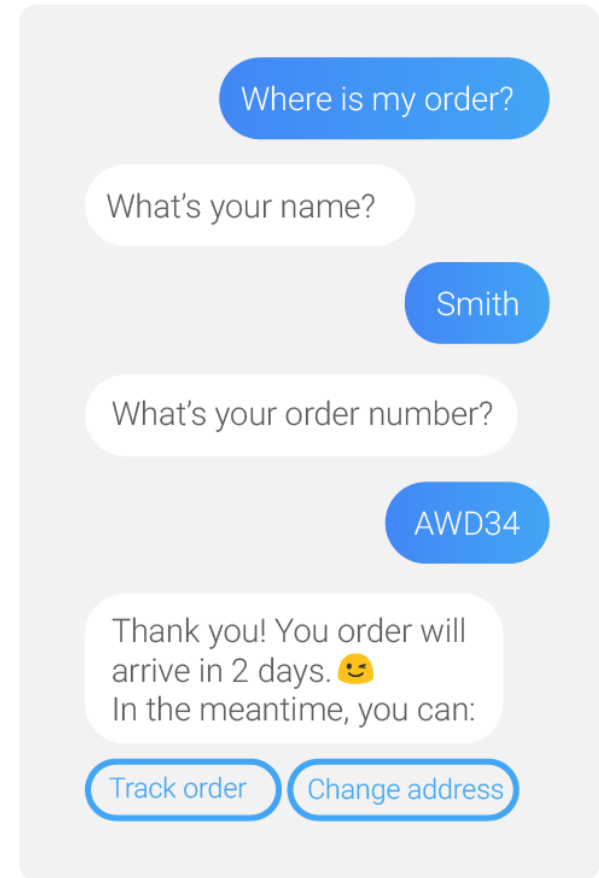 Where is my order?
What’s your name?
Smith
What’s your order number?
AWD34
Thank you! You order will
arrive in 2 days. 😉
In the meantime, you can:
Track order
Change address